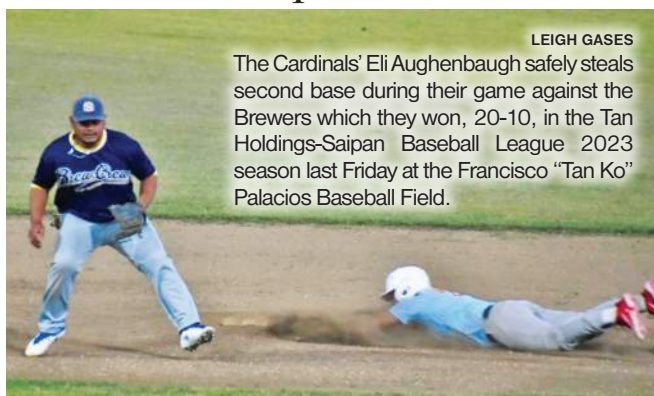 LEIGH GASES
The Cardinals’ Eli Aughenbaugh safely steals
second base during their game against the
Brewers which they won, 20-10, in the Tan
Holdings-Saipan Baseball League 2023
season last Friday at the Francisco “Tan Ko”
Palacios Baseball Field.
Brew Crew